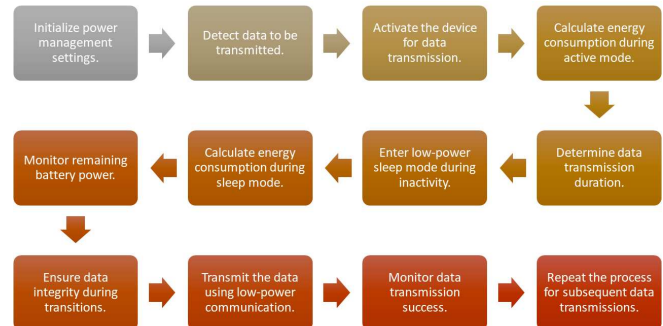 Initialize power
management
settings.
Detect data to be
transmitted.
Activate the device
for data
transmission.
Calculate energy
consumption during
active mode.
Determine data
transmission
duration.
Enter low-power
sleep mode during
inactivity.
Calculate energy
consumption during
sleep mode.
Monitor remaining
battery power.
Ensure data
integrity during
transitions.
Transmit the data
using low-power
communication.
Monitor data
transmission
success.
Repeat the process
for subsequent data
transmissions.